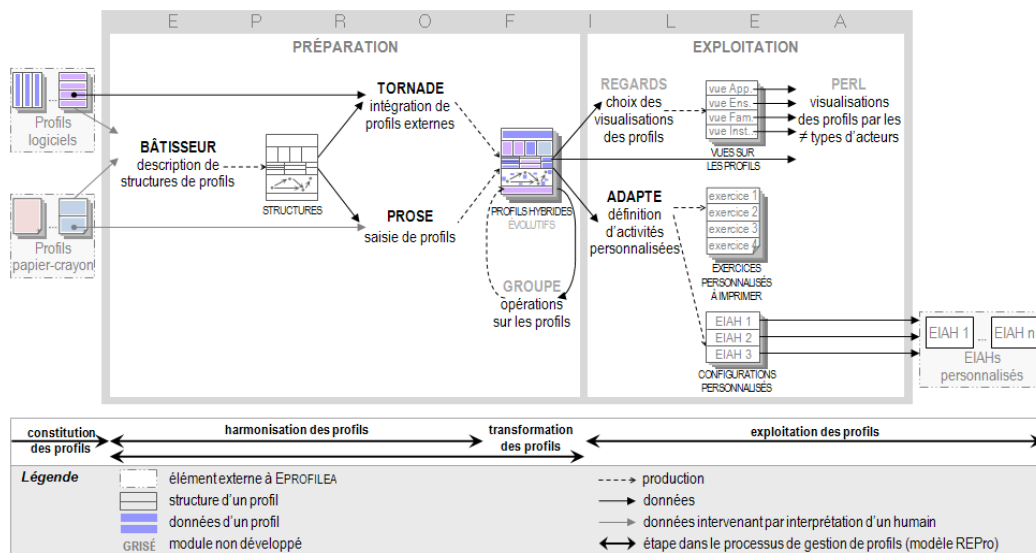 E P R O F I L E A
PRÉPARATION
EXPLOITATION
Profils
logiciels
...
Profils
papier-crayon
...
BÂTISSEUR
description de
structures de profils
STRUCTURES
TORNADE
intégration de
profils externes
PROSE
saisie de profils
PROFILS HYBRIDES
ÉVOLUTIFS
GROUPE
opérations
sur les profils
REGARDS
choix des
visualisations
des profils
vue App.
vue Ens.
vue Fam.
vue Inst.
VUES SUR
LES PROFILS
PERL
visualisations
des profils par les
≠ types d'acteurs
ADAPTE
définition
d'activités
personnalisées
exercice 1
exercice 2
exercice 3
exercice 4
EXERCICES
PERSONNALISÉS
À IMPRIMER
EIAH 1
EIAH 2
EIAH 3
CONFIGURATIONS
PERSONNALISÉS
EIAH 1 ... EIAH n
EIAHs
personnalisés
constitution
des profils
harmonisation des profils
transformation
des profils
exploitation des profils
Légende
élément externe à EPROFILEA
structure d'un profil
données d'un profil
GRISÉ module non développé
production
données
données intervenant par interprétation d'un humain
étape dans le processus de gestion de profils (modèle REPro)